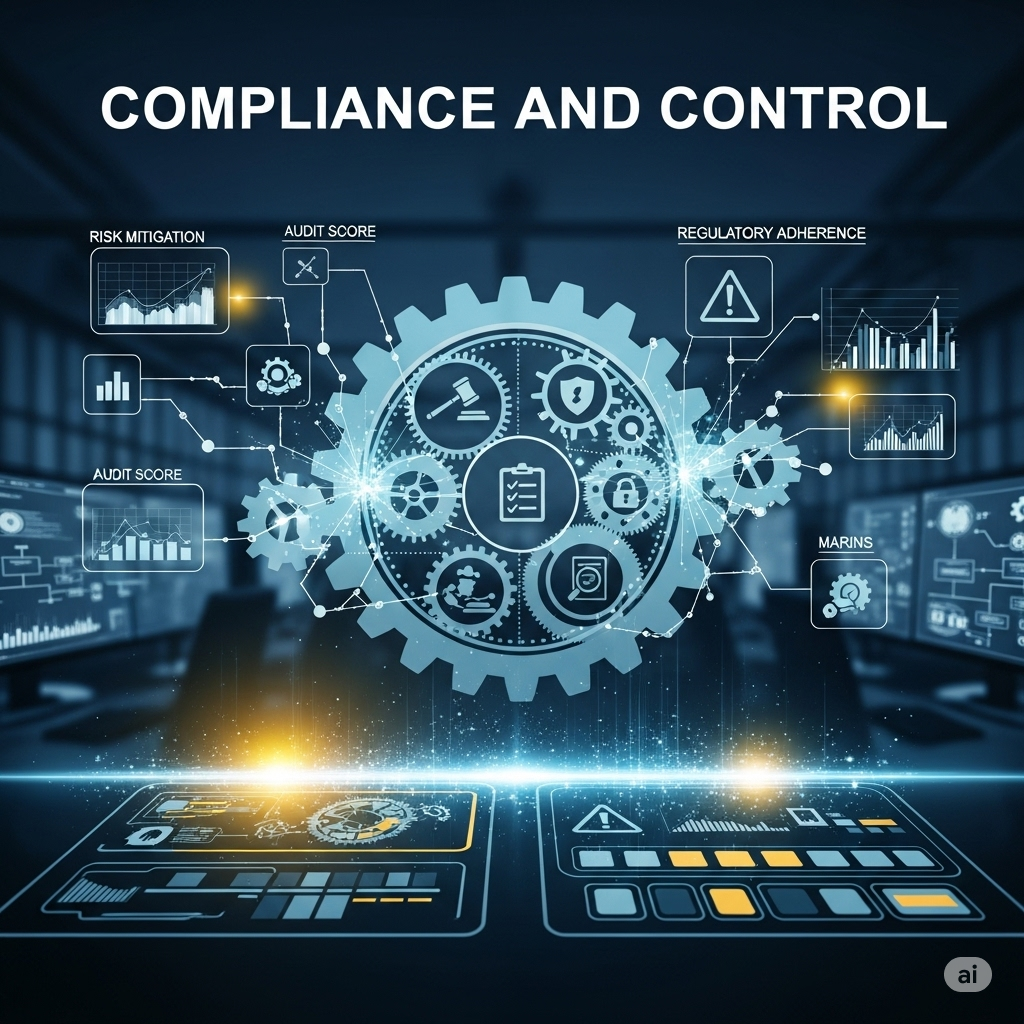 COMPLIANCE AND CONTROL
RISK MITIGATION
AUDIT SCORE
REGULATORY ADHERENCE
AUDIT SCORE
MARINS
ai